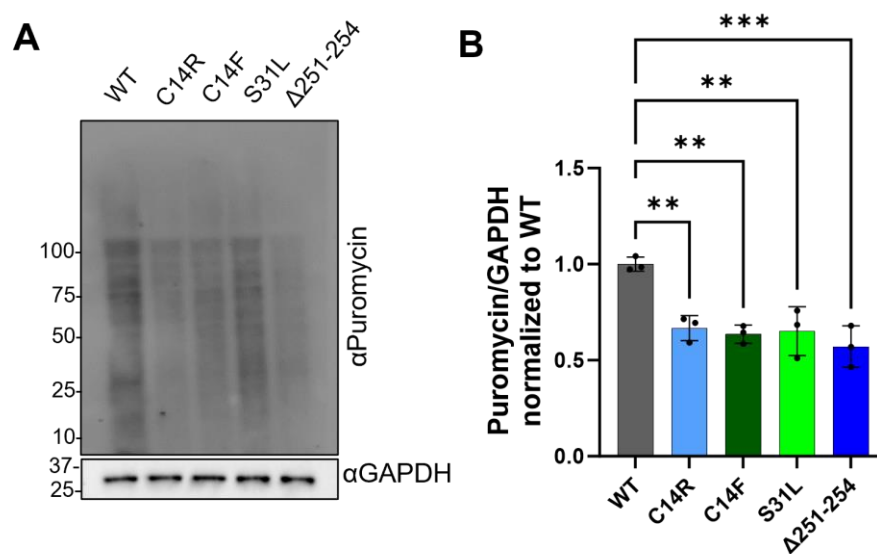 A
WT
C14R
C14F
S31L
Δ251-254
100
75
50
25
10
αPuromycin
37
25
αGAPDH
B
***
**
**
**
Puromycin/GAPDH
normalized to WT
1.5
1.0
0.5
0.0
WT
C14R
C14F
S31L
Δ251-254